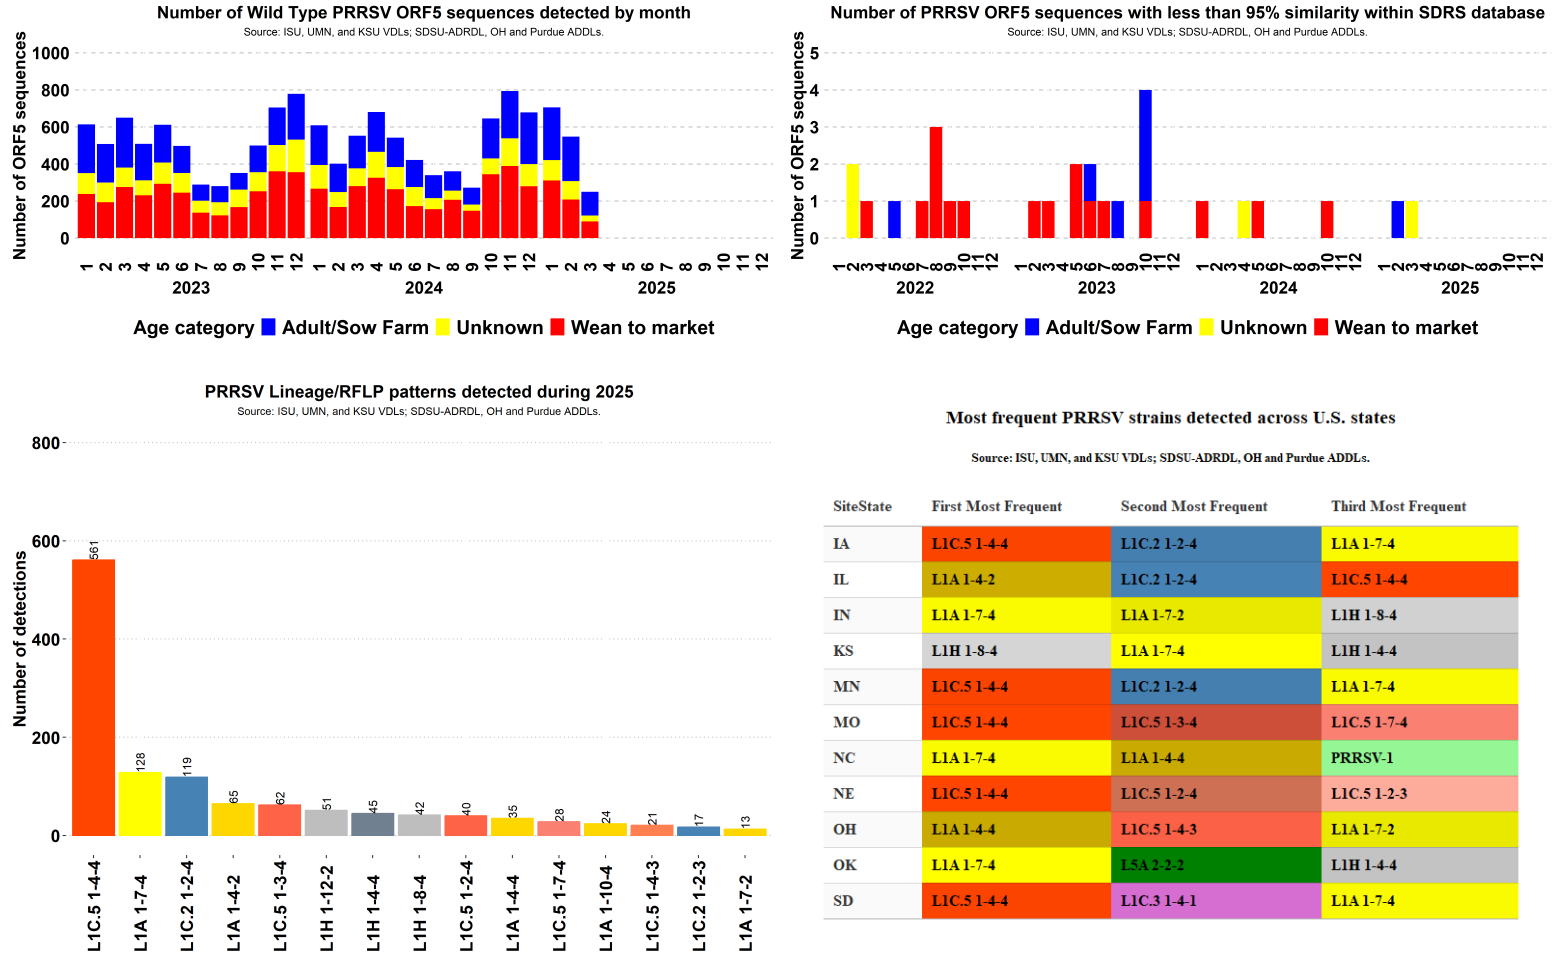 Number of Wild Type PRRSV ORF5 sequences detected by month
Source: ISU, UMN, and KSU VDLs; SDSU-ADRDL, OH and Purdue ADDLs.
Number of ORF5 sequences
1000
800
600
400
200
0
1 2 3 4 5 6 7 8 9 10 11 12 1 2 3 4 5 6 7 8 9 10 11 12 1 2 3 4 5 6 7 8 9 10 11 12
2023 2024 2025
Age category Adult/Sow Farm Unknown Wean to market
Number of PRRSV ORF5 sequences with less than 95% similarity within SDRS database
Source: ISU, UMN, and KSU VDLs; SDSU-ADRDL, OH and Purdue ADDLs.
Number of ORF5 sequences
5
4
3
2
1
0
1 2 3 4 5 6 7 8 9 10 11 12 1 2 3 4 5 6 7 8 9 10 11 12 1 2 3 4 5 6 7 8 9 10 11 12 1 2 3 4 5 6 7 8 9 10 11 12
2022 2023 2024 2025
Age category Adult/Sow Farm Unknown Wean to market
PRRSV Lineage/RFLP patterns detected during 2025
Source: ISU, UMN, and KSU VDLs; SDSU-ADRDL, OH and Purdue ADDLs.
Number of detections
800
600
400
200
0
561 128 119 65 62 51 45 42 40 35 28 24 21 17 13
L1C.5 1-4-4
L1A 1-7-4
L1C.2 1-2-4
L1A 1-4-2
L1C.5 1-3-4
L1H 1-12-2
L1H 1-4-4
L1H 1-8-4
L1C.5 1-2-4
L1A 1-4-4
L1C.5 1-7-4
L1A 1-10-4
L1C.5 1-4-3
L1C.2 1-2-3
L1A 1-7-2
Most frequent PRRSV strains detected across U.S. states
Source: ISU, UMN, and KSU VDLs; SDSU-ADRDL, OH and Purdue ADDLs.
SiteState First Most Frequent Second Most Frequent Third Most Frequent
IA L1C.5 1-4-4 L1C.2 1-2-4 L1A 1-7-4
IL L1A 1-4-2 L1C.2 1-2-4 L1C.5 1-4-4
IN L1A 1-7-4 L1A 1-7-2 L1H 1-8-4
KS L1H 1-8-4 L1A 1-7-4 L1H 1-4-4
MN L1C.5 1-4-4 L1C.2 1-2-4 L1A 1-7-4
MO L1C.5 1-4-4 L1C.5 1-3-4 L1C.5 1-7-4
NC L1A 1-7-4 L1A 1-4-4 PRRSV-1
NE L1C.5 1-4-4 L1C.5 1-2-4 L1C.5 1-2-3
OH L1A 1-4-4 L1C.5 1-4-3 L1A 1-7-2
OK L1A 1-7-4 L5A 2-2-2 L1H 1-4-4
SD L1C.5 1-4-4 L1C.3 1-4-1 L1A 1-7-4